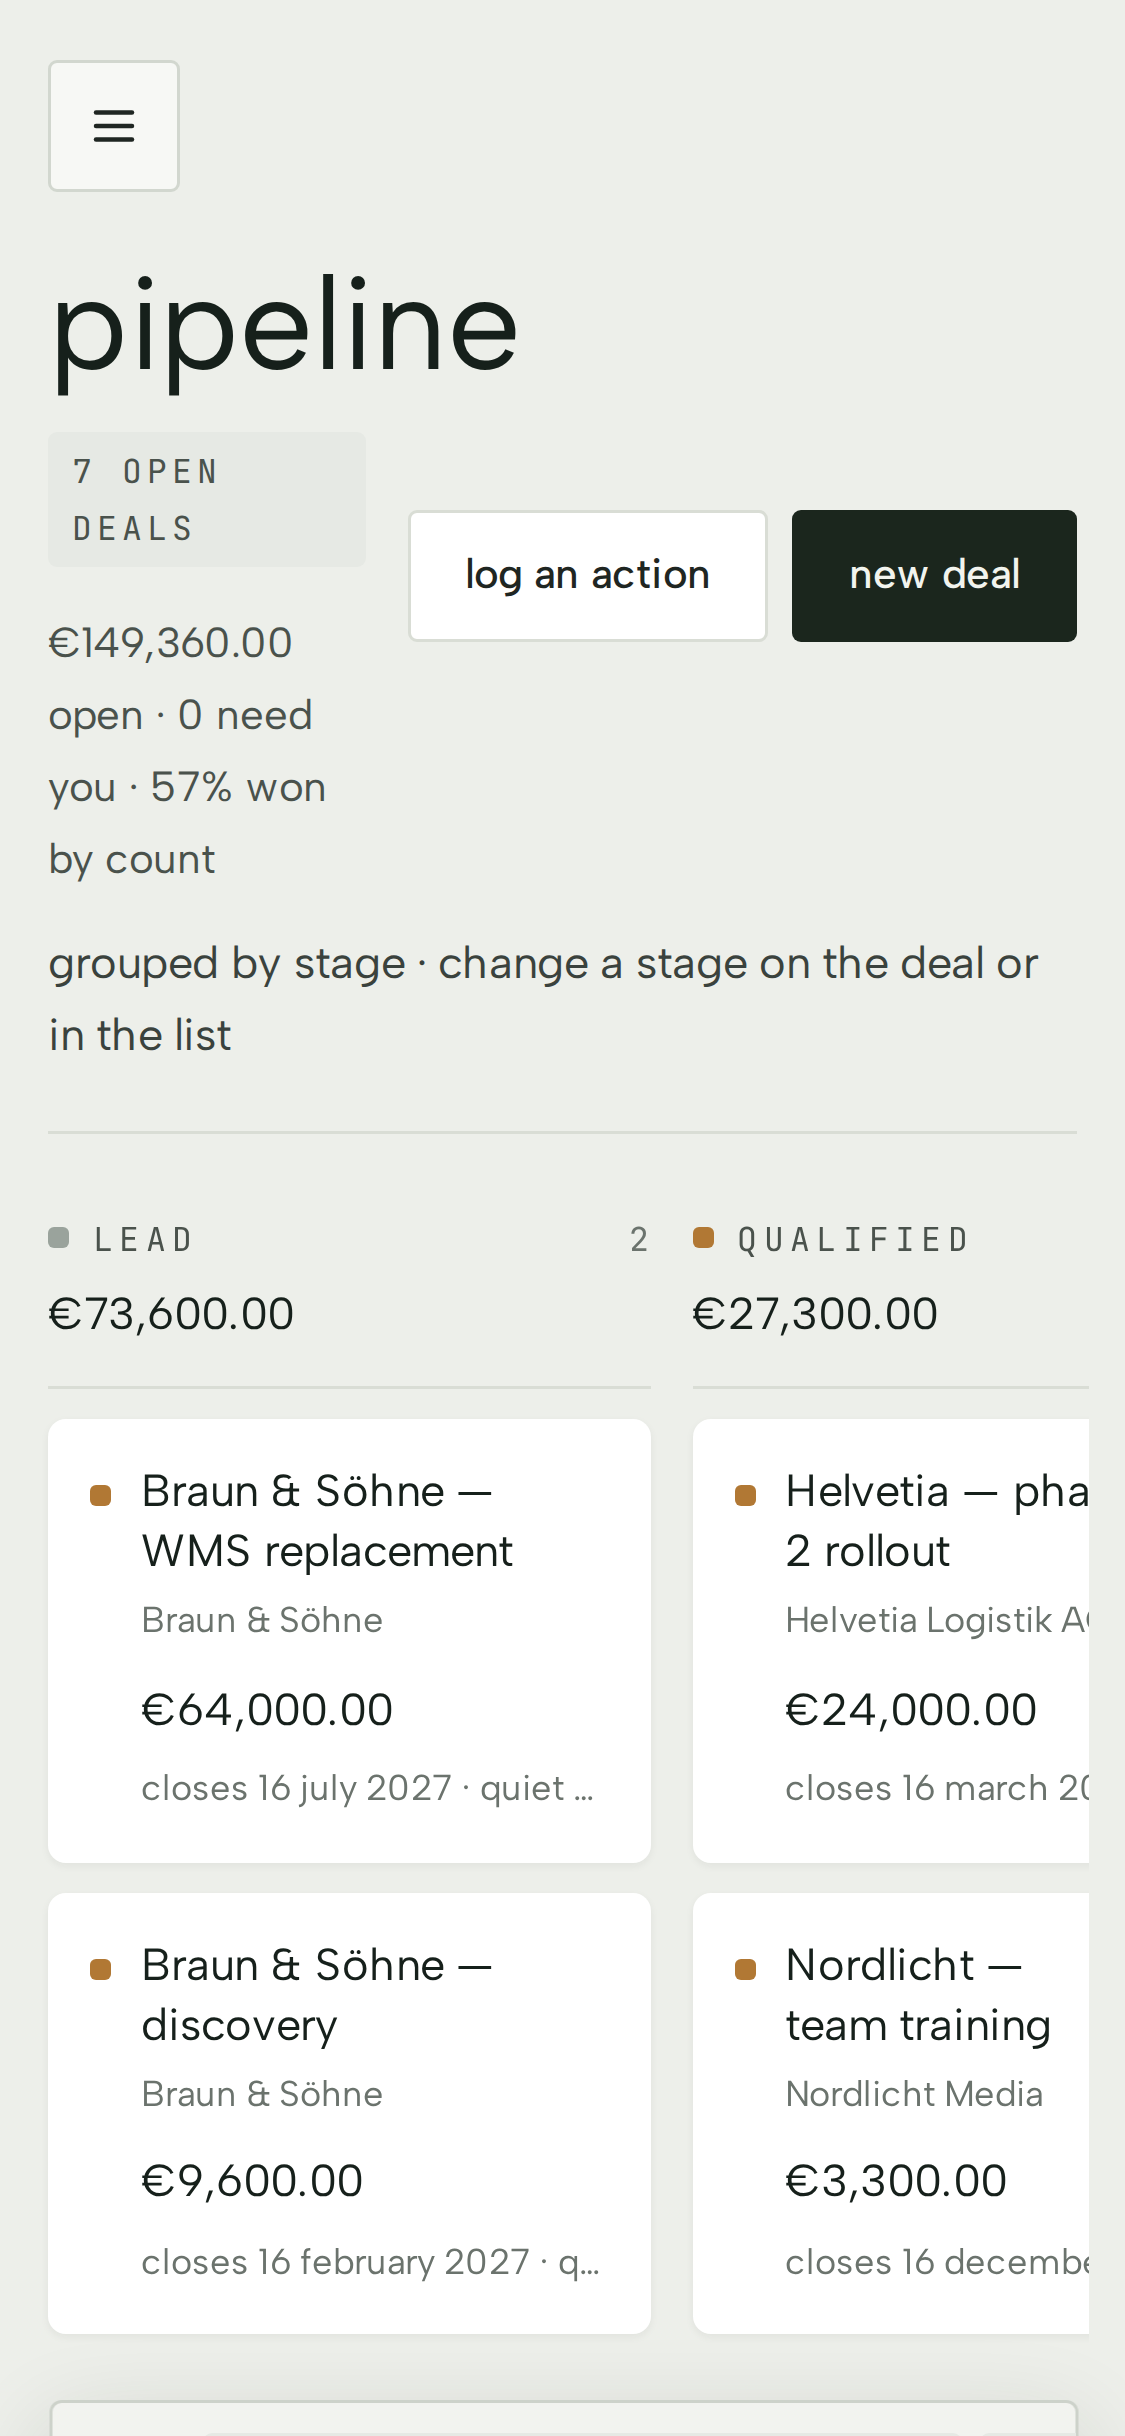 pipeline
7 OPEN
DEALS
log an action
new deal
€149,360.00
open · 0 need
you · 57% won
by count
grouped by stage · change a stage on the deal or
in the list
LEAD 2
€73,600.00
Braun & Söhne —
WMS replacement
Braun & Söhne
€64,000.00
closes 16 july 2027 · quiet ...
Braun & Söhne —
discovery
Braun & Söhne
€9,600.00
closes 16 february 2027 · q...
QUALIFIED
€27,300.00
Helvetia — pha
2 rollout
Helvetia Logistik A
€24,000.00
closes 16 march 20
Nordlicht —
team training
Nordlicht Media
€3,300.00
closes 16 decembe